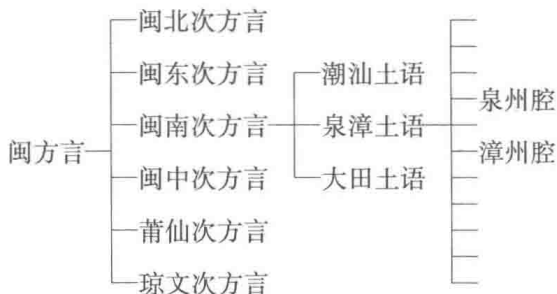 闽北次方言
闽东次方言
潮汕土语
泉州腔
闽方言
闽南次方言
泉漳土语
漳州腔
闽中次方言
大田土语
莆仙次方言
琼文次方言